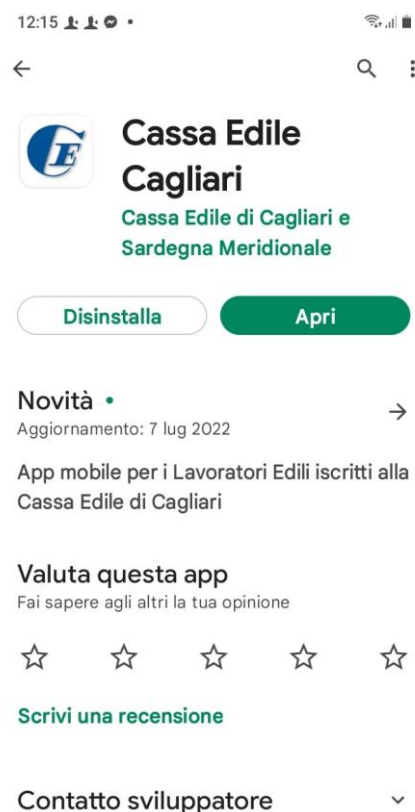 12:15
CE
Cassa Edile
Cagliari
Cassa Edile di Cagliari e
Sardegna Meridionale
Disinstalla
Apri
Novità
Aggiornamento: 7 lug 2022
App mobile per i Lavoratori Edili iscritti alla
Cassa Edile di Cagliari
Valuta questa app
Fai sapere agli altri la tua opinione
Scrivi una recensione
Contatto sviluppatore